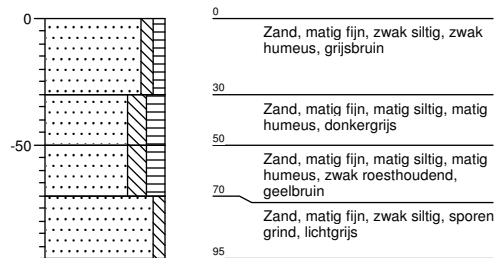 0
0
Zand, matig fijn, zwak siltig, zwak
humeus, grijsbruin
30
Zand, matig fijn, matig siltig, matig
humeus, donkergrijs
-50
50
Zand, matig fijn, matig siltig, matig
humeus, zwak roesthoudend,
geelbruin
70
Zand, matig fijn, zwak siltig, sporen
grind, lichtgrijs
95